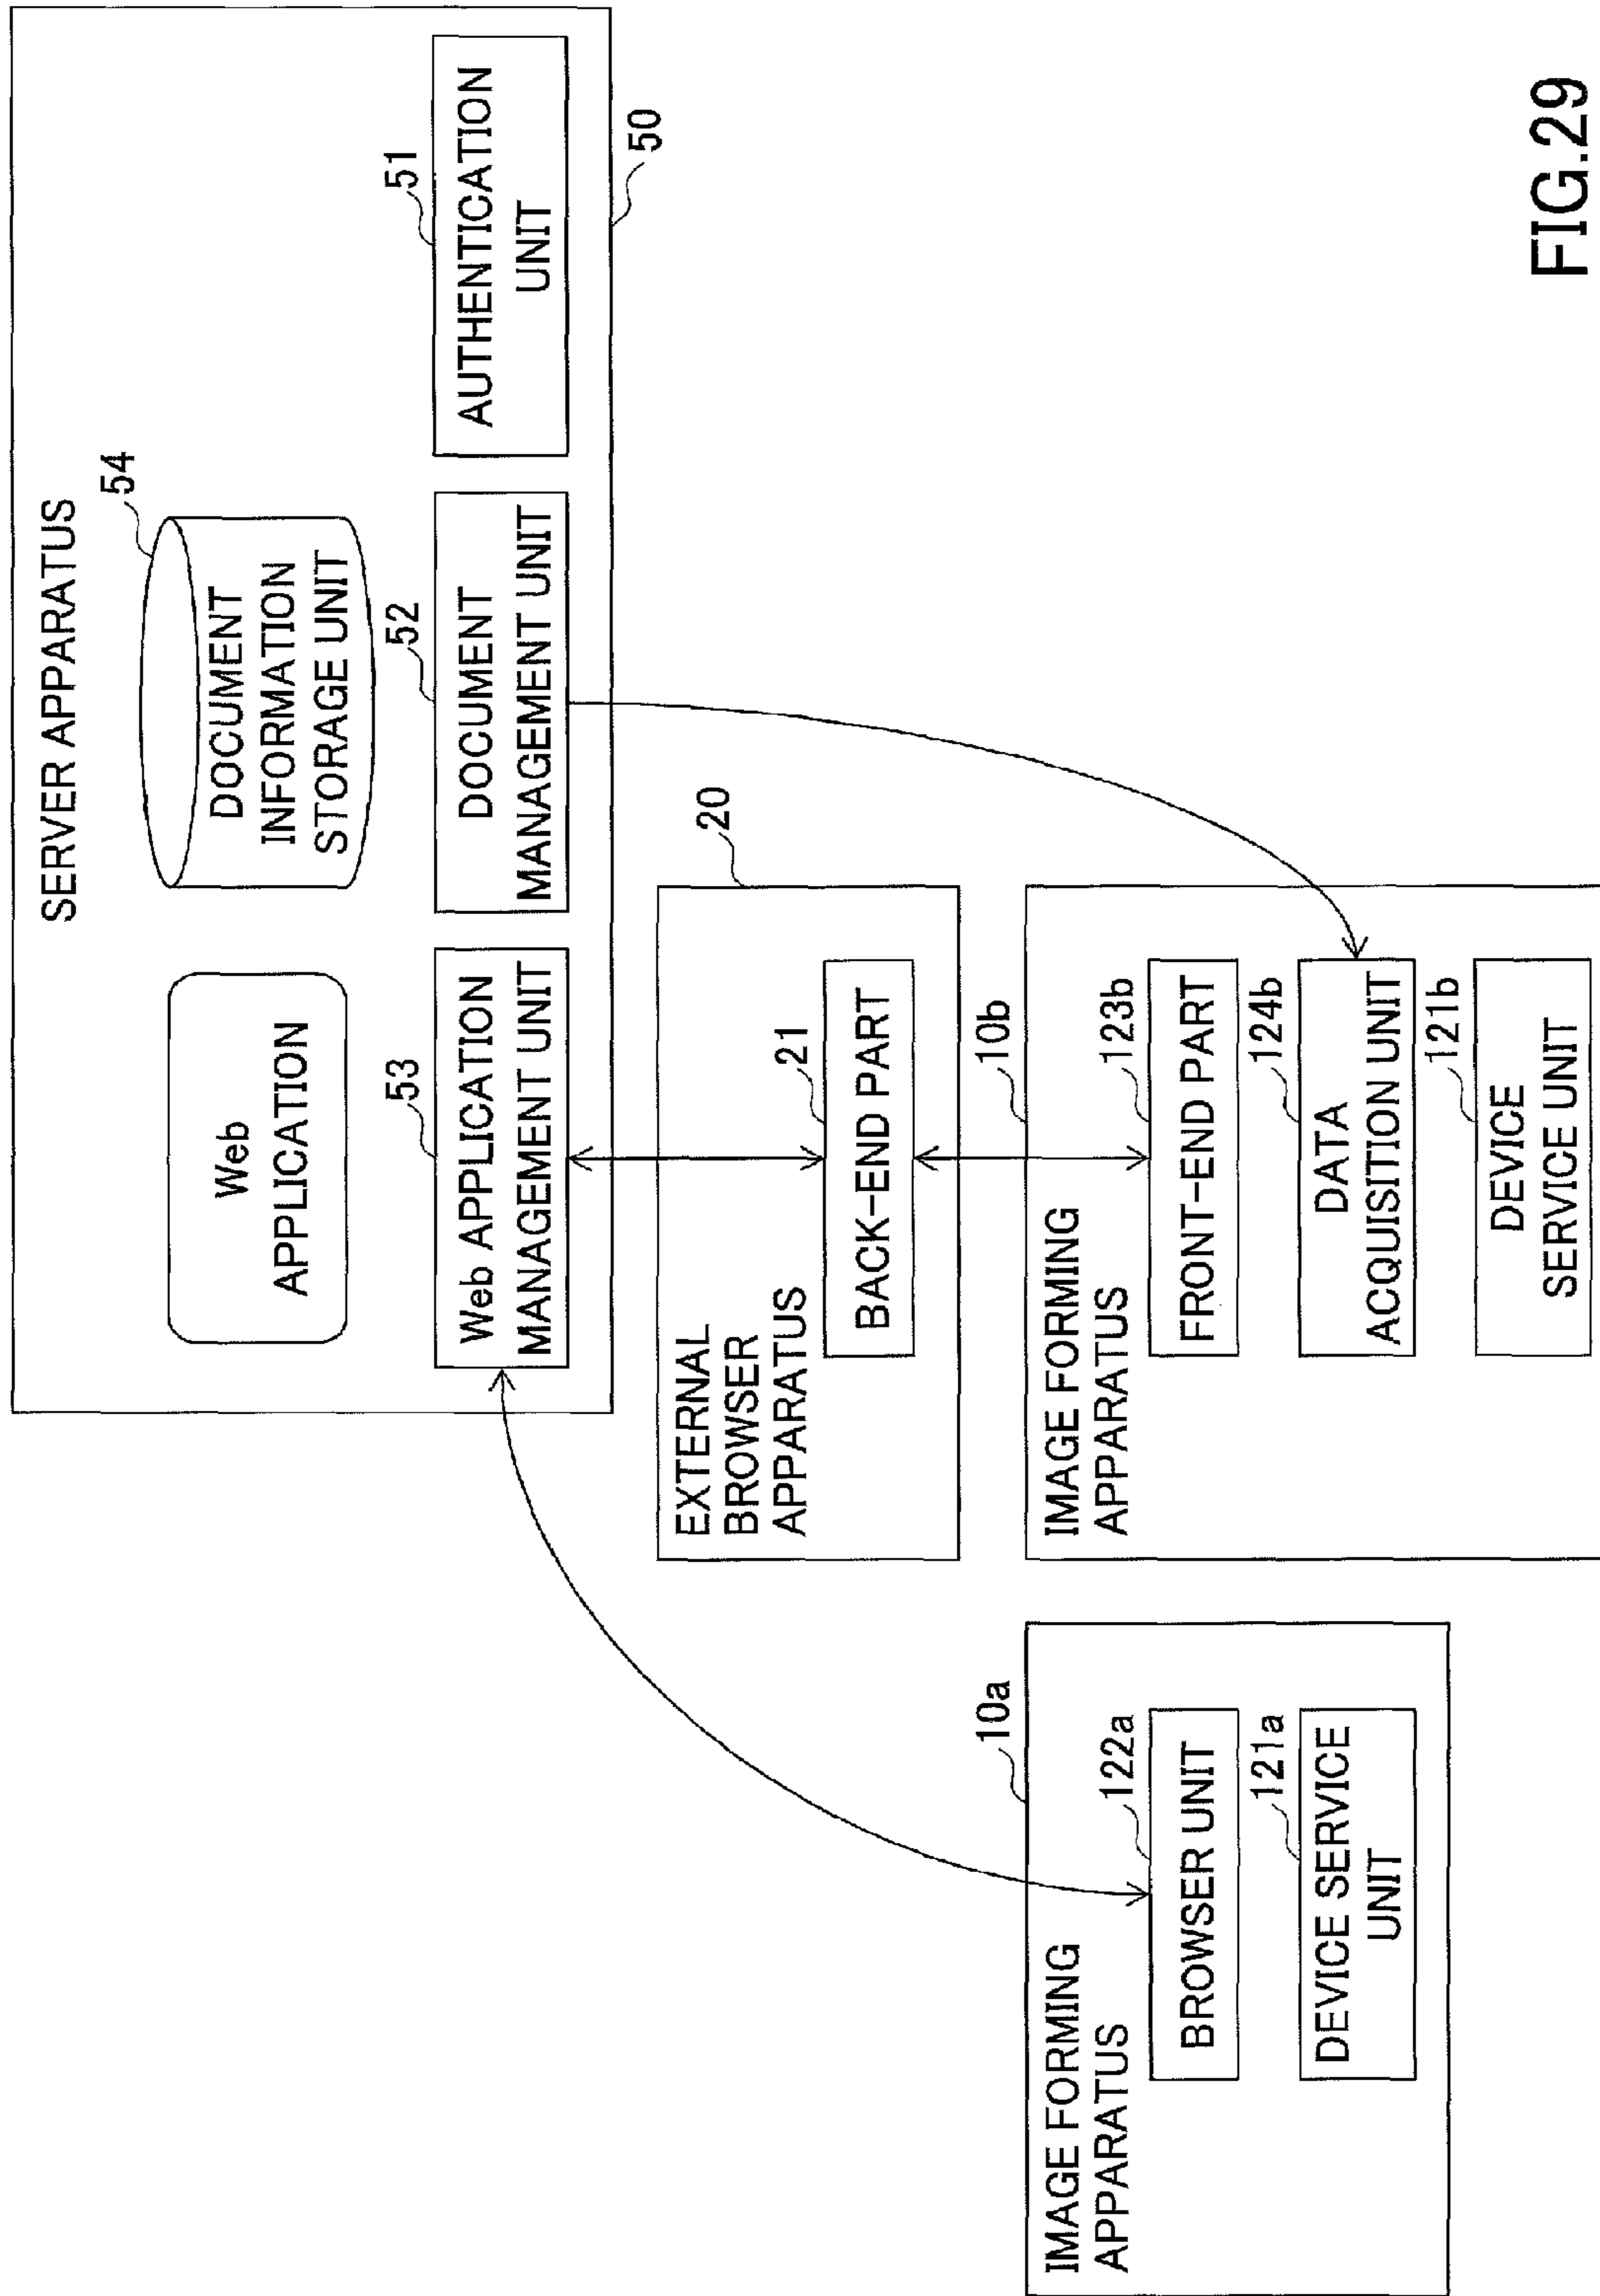 SERVER APPARATUS
Web
APPLICATION
54
DOCUMENT
INFORMATION
STORAGE UNIT
53
Web APPLICATION
MANAGEMENT UNIT
52
DOCUMENT
MANAGEMENT UNIT
51
AUTHENTICATION
UNIT
50
EXTERNAL
BROWSER
APPARATUS
20
21
BACK-END PART
10a
IMAGE FORMING
APPARATUS
122a
BROWSER UNIT
121a
DEVICE SERVICE
UNIT
10b
IMAGE FORMING
APPARATUS
123b
FRONT-END PART
124b
DATA
ACQUISITION UNIT
121b
DEVICE
SERVICE UNIT
FIG.29